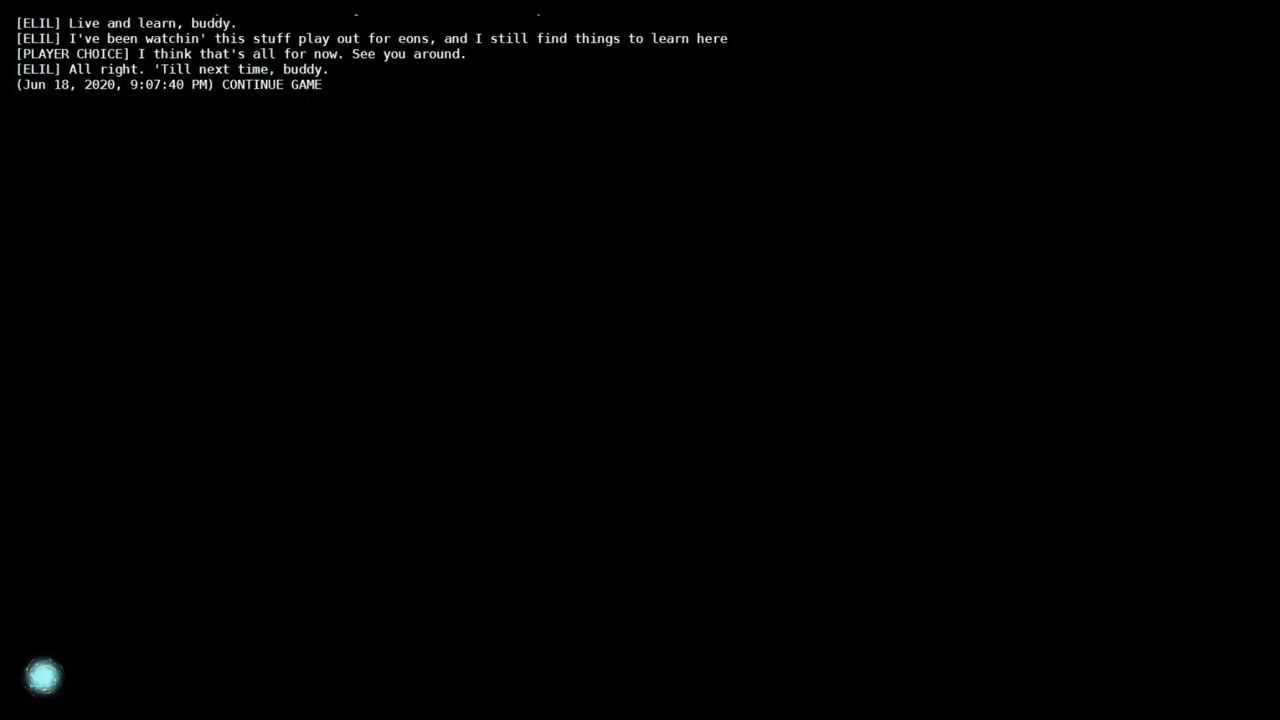 [ELIL] Live and learn, buddy.
[ELIL] I've been watchin' this stuff play out for eons, and I still find things to learn here
[PLAYER CHOICE] I think that's all for now. See you around.
[ELIL] All right. 'Till next time, buddy.
(Jun 18, 2020, 9:07:40 PM) CONTINUE GAME